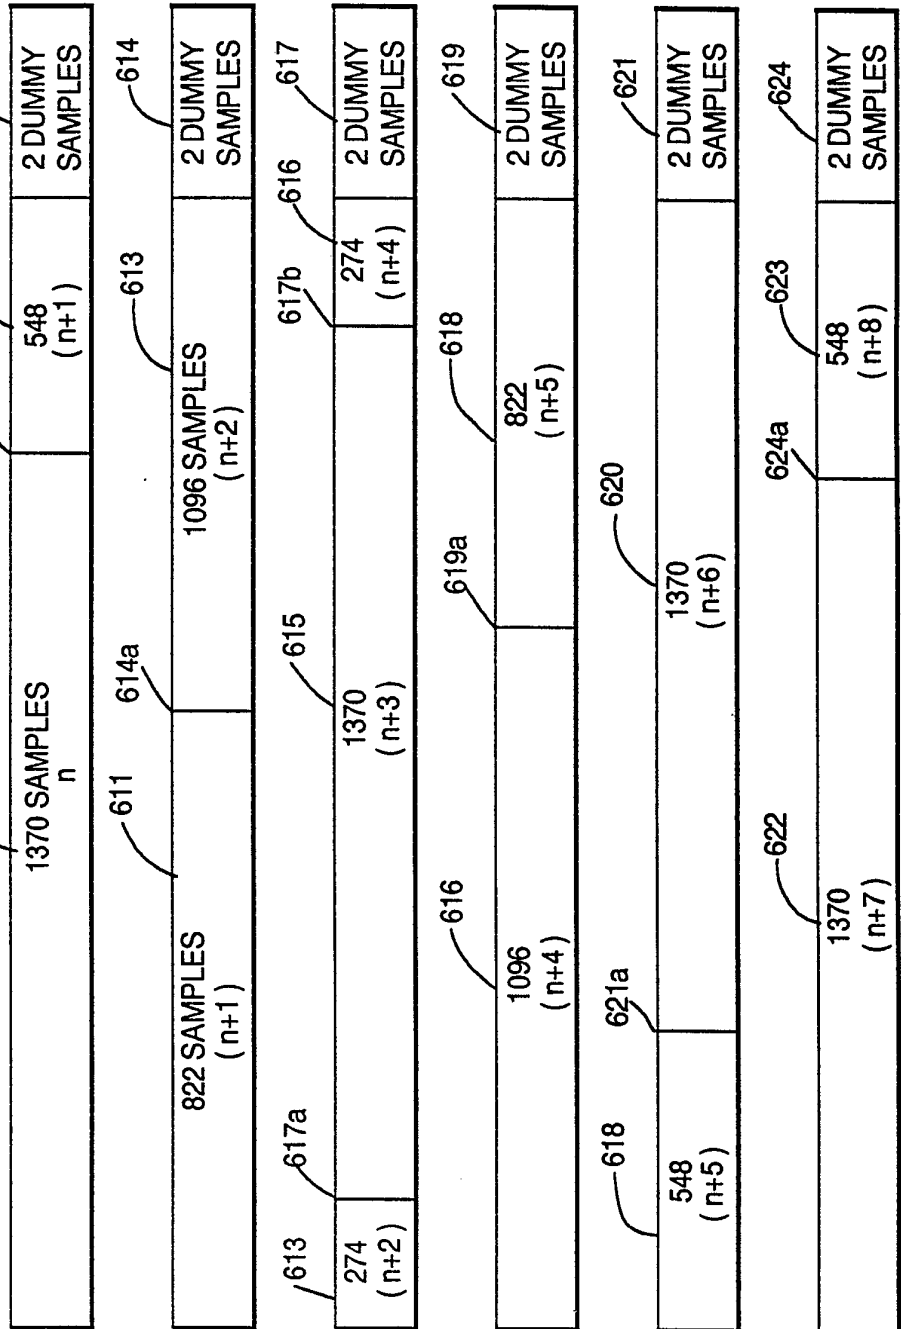 1370 SAMPLES
n
548
(n+1)
2 DUMMY
SAMPLES
611
614a
613
614
822 SAMPLES
(n+1)
1096 SAMPLES
(n+2)
2 DUMMY
SAMPLES
613
617a
615
617b
616
617
274
(n+2)
1370
(n+3)
274
(n+4)
2 DUMMY
SAMPLES
616
619a
618
619
1096
(n+4)
822
(n+5)
2 DUMMY
SAMPLES
618
621a
620
621
548
(n+5)
1370
(n+6)
2 DUMMY
SAMPLES
622
624a
623
624
1370
(n+7)
548
(n+8)
2 DUMMY
SAMPLES